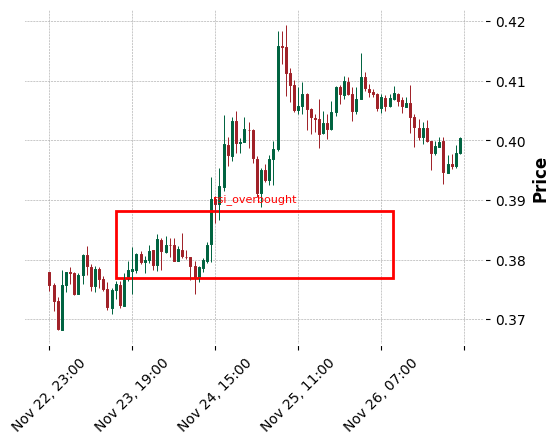 0.42
0.41
0.40
0.39
0.38
0.37
Price
rsi_overbought
Nov 22, 23:00
Nov 23, 19:00
Nov 24, 15:00
Nov 25, 11:00
Nov 26, 07:00